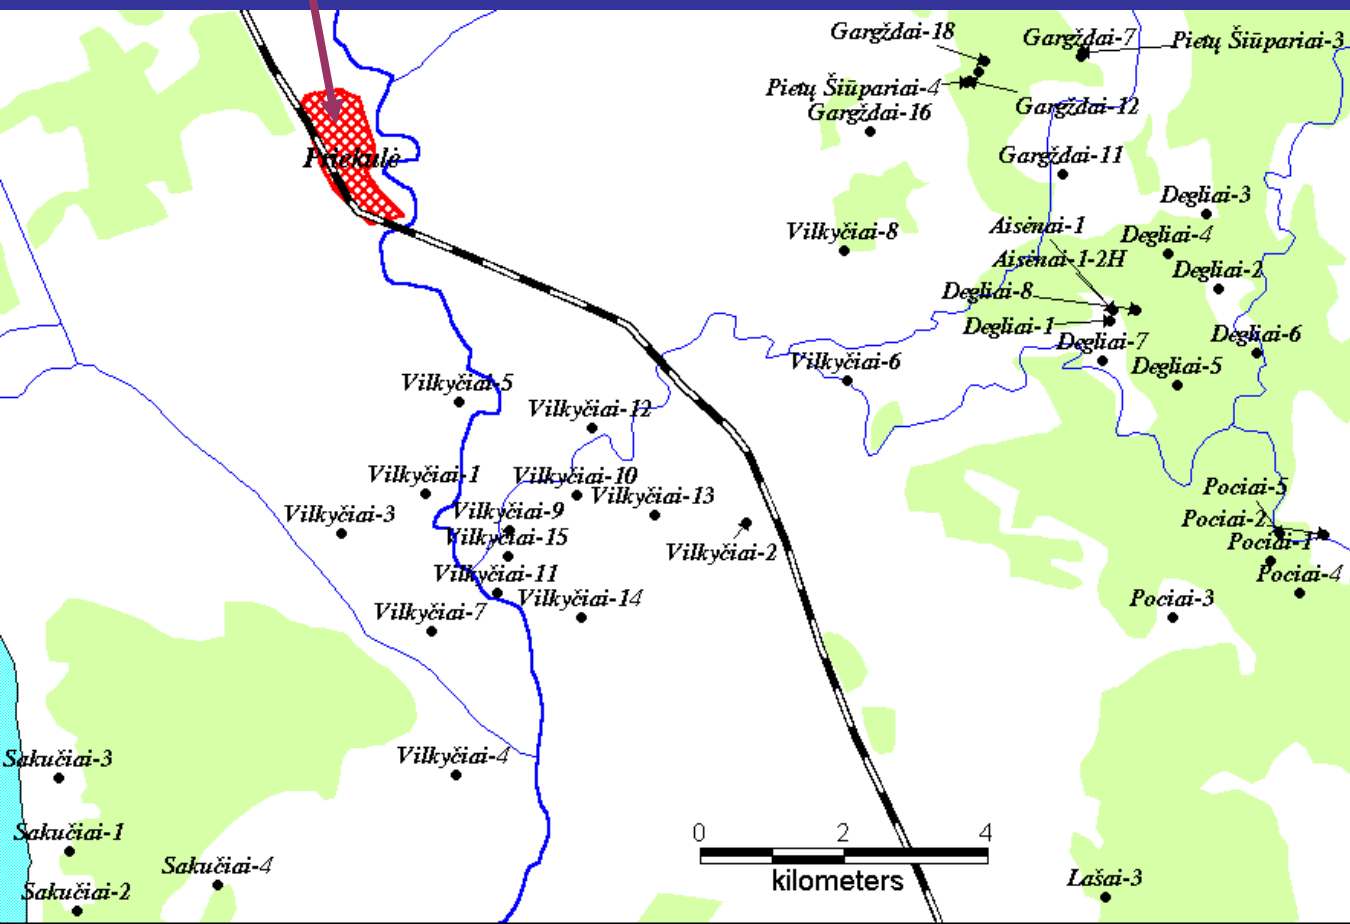 Gargždai-18
Gargždai-7
Pietų Šiūpariai-3
Pietų Šiūpariai-4
Gargždai-12
Gargždai-16
Priekulė
Gargždai-11
Degliai-3
Vilkyčiai-8
Aisėnai-1
Degliai-4
Aisėnai-1-2H
Degliai-2
Degliai-8
Degliai-1
Degliai-7
Degliai-6
Vilkyčiai-6
Degliai-5
Vilkyčiai-5
Vilkyčiai-12
Vilkyčiai-1
Vilkyčiai-10
Vilkyčiai-13
Pociai-5
Vilkyčiai-3
Vilkyčiai-9
Pociai-2
Vilkyčiai-15
Pociai-1
Vilkyčiai-2
Vilkyčiai-11
Pociai-4
Vilkyčiai-14
Pociai-3
Vilkyčiai-7
Sakučiai-3
Vilkyčiai-4
Sakučiai-1
0 2 4
kilometers
Sakučiai-4
Lašai-3
Sakučiai-2